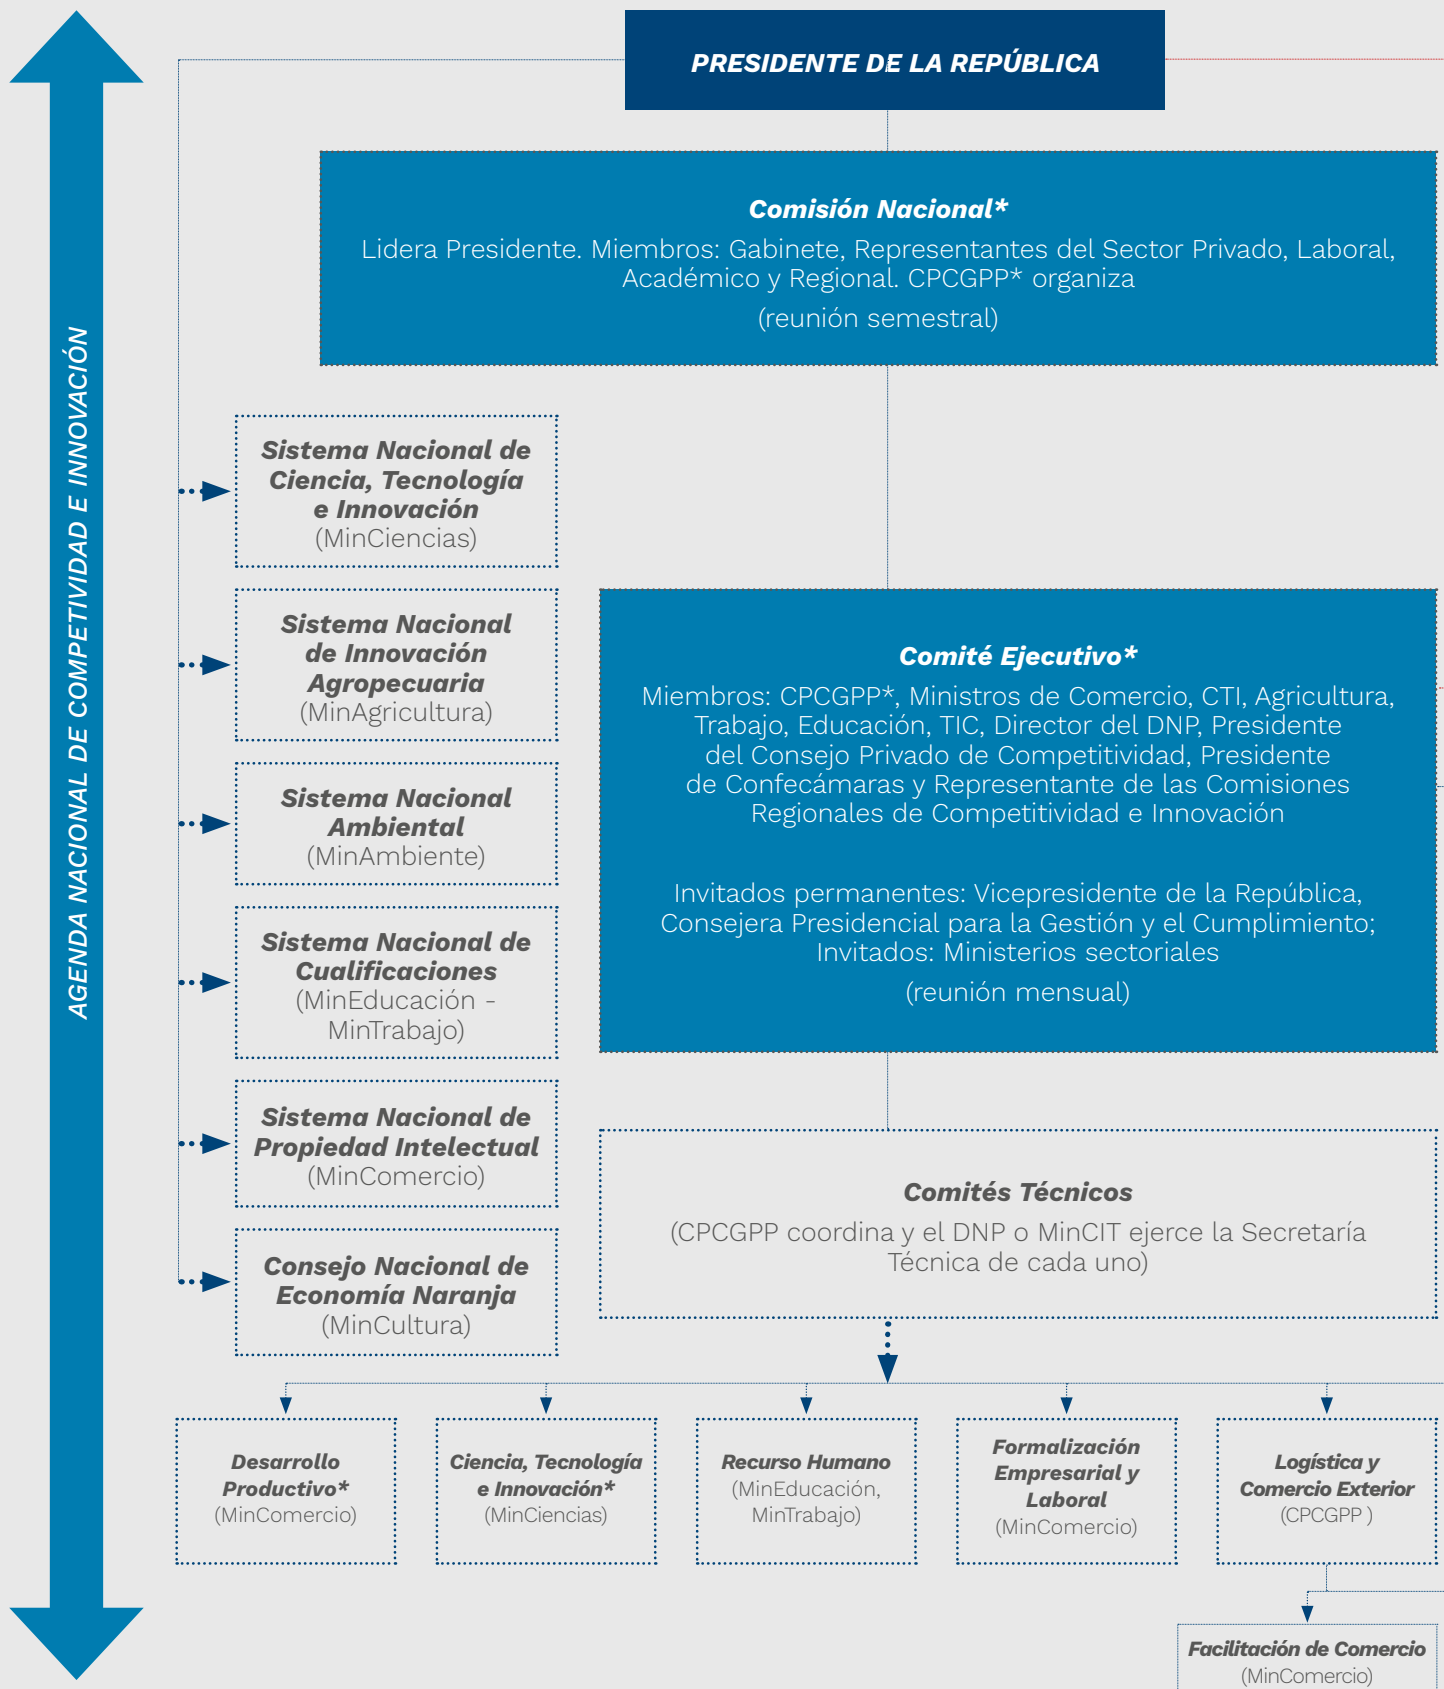 AGENDA NACIONAL DE COMPETIVIDAD E INNOVACIÓN
PRESIDENTE DE LA REPÚBLICA
Comisión Nacional*
Lidera Presidente. Miembros: Gabinete, Representantes del Sector Privado, Laboral,
Académico y Regional. CPCGPP* organiza
(reunión semestral)
Sistema Nacional de
Ciencia, Tecnología
e Innovación
(MinCiencias)
Sistema Nacional
de Innovación
Agropecuaria
(MinAgricultura)
Sistema Nacional
Ambiental
(MinAmbiente)
Sistema Nacional de
Cualificaciones
(MinEducación -
MinTrabajo)
Sistema Nacional de
Propiedad Intelectual
(MinComercio)
Consejo Nacional de
Economía Naranja
(MinCultura)
Comité Ejecutivo*
Miembros: CPCGPP*, Ministros de Comercio, CTI, Agricultura,
Trabajo, Educación, TIC, Director del DNP, Presidente
del Consejo Privado de Competitividad, Presidente
de Confecámaras y Representante de las Comisiones
Regionales de Competitividad e Innovación
Invitados permanentes: Vicepresidente de la República,
Consejera Presidencial para la Gestión y el Cumplimiento;
Invitados: Ministerios sectoriales
(reunión mensual)
Comités Técnicos
(CPCGPP coordina y el DNP o MinCIT ejerce la Secretaría
Técnica de cada uno)
Desarrollo
Productivo*
(MinComercio)
Ciencia, Tecnología
e Innovación*
(MinCiencias)
Recurso Humano
(MinEducación,
MinTrabajo)
Formalización
Empresarial y
Laboral
(MinComercio)
Logística y
Comercio Exterior
(CPCGPP )
Facilitación de Comercio
(MinComercio)